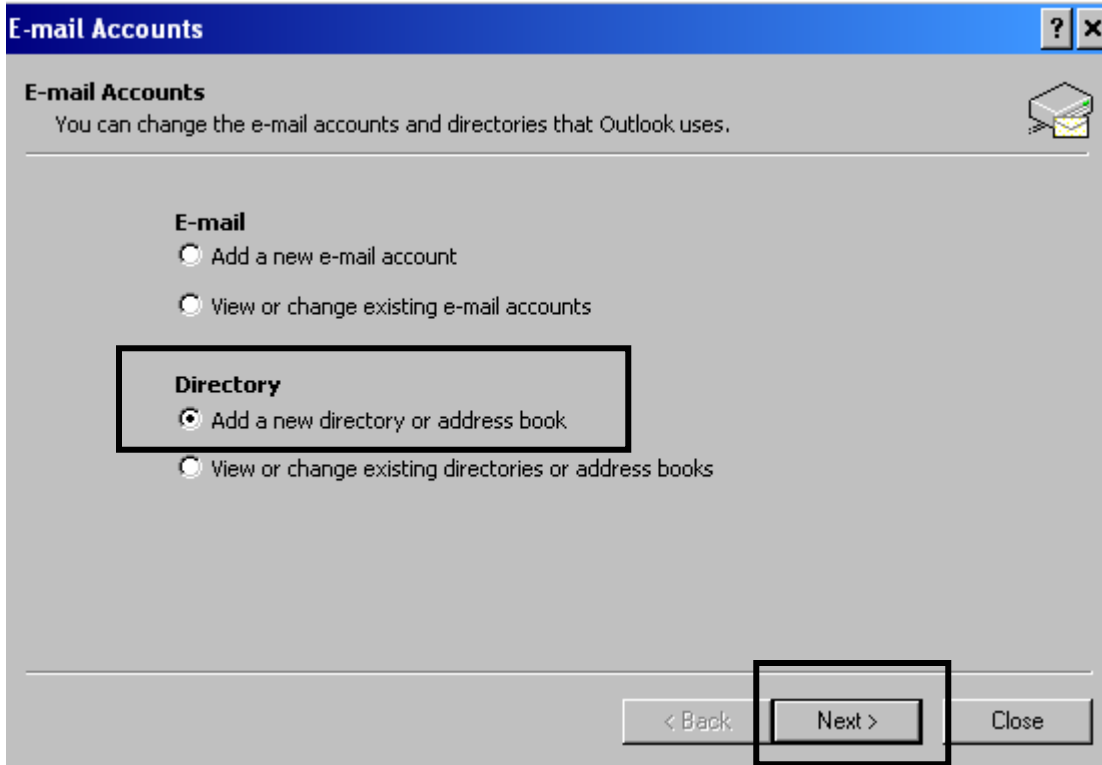 E-mail Accounts
? x
E-mail Accounts
You can change the e-mail accounts and directories that Outlook uses.
E-mail
Add a new e-mail account
View or change existing e-mail accounts
Directory
Add a new directory or address book
View or change existing directories or address books
< Back Next > Close